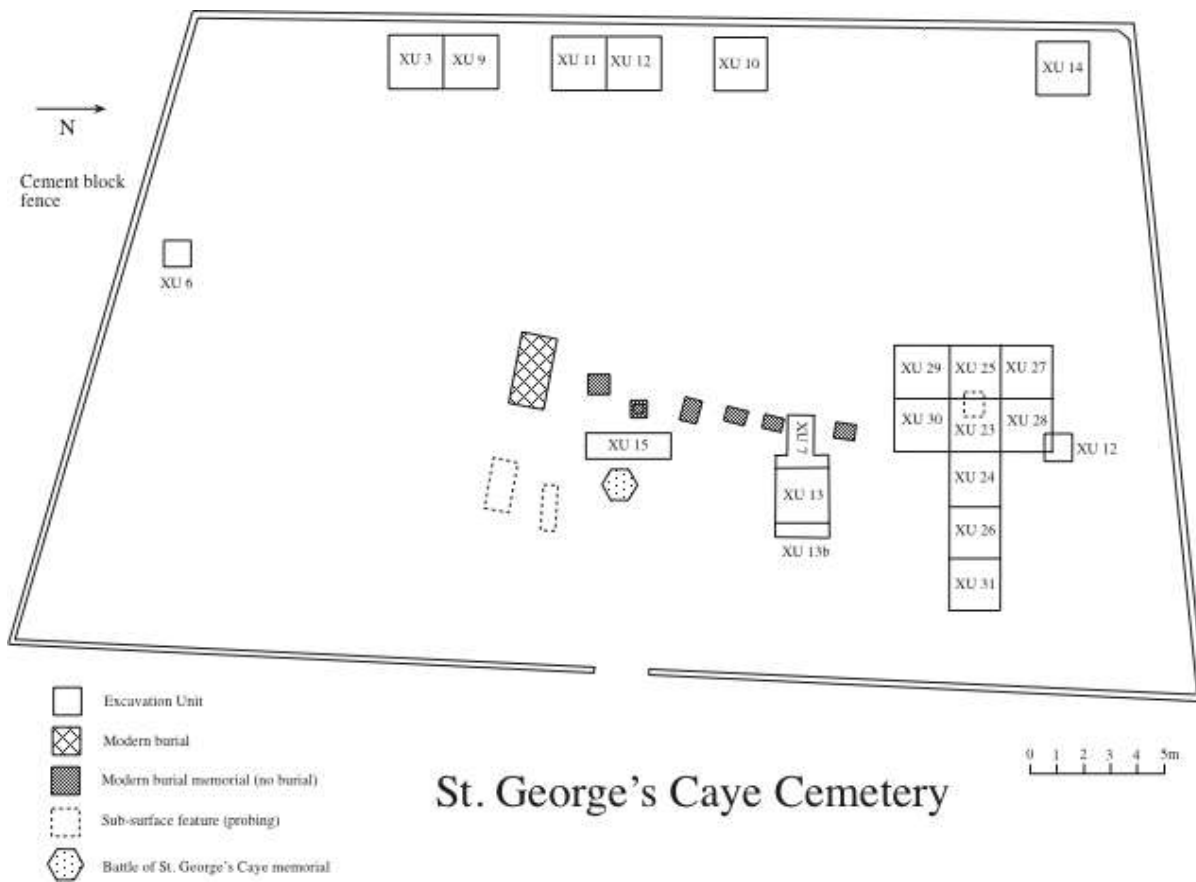 XU 3 XU 9 XU 11 XU 12 XU 10 XU 14
N
Cement block
fence
XU 6
XU 29 XU 25 XU 27
XU 30 XU 23 XU 28
XU 7
XU 15
XU 12
XU 24
XU 13
XU 26
XU 13b
XU 31
Excavation Unit
Modern burial
Modern burial memorial (no burial)
Sub-surface feature (probing)
Battle of St. George's Caye memorial
St. George's Caye Cemetery
0 1 2 3 4 5m